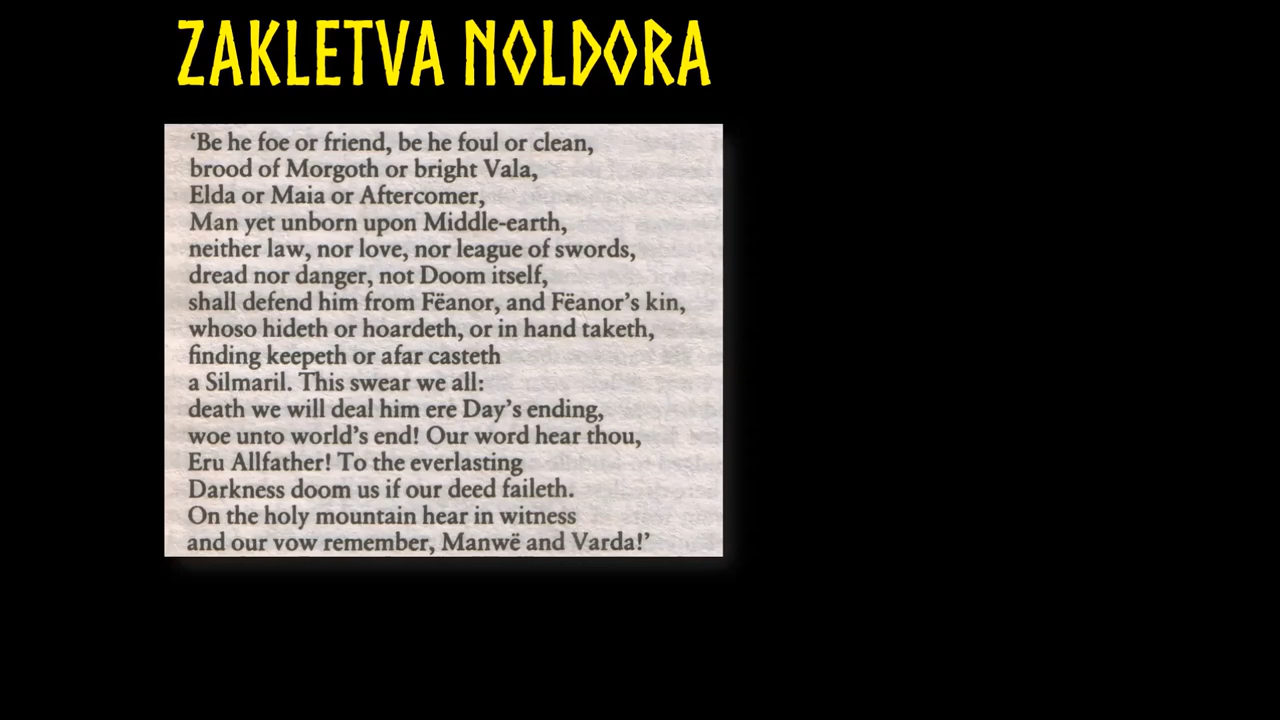 ZAKLETVA NOLDORA
‘Be he foe or friend, be he foul or clean,
brood of Morgoth or bright Vala,
Elda or Maia or Aftercomer,
Man yet unborn upon Middle-earth,
neither law, nor love, nor league of swords,
dread nor danger, not Doom itself,
shall defend him from Fëanor, and Fëanor’s kin,
whoso hideth or hoardeth, or in hand taketh,
finding keepeth or afar casteth
a Silmaril. This swear we all:
death we will deal him ere Day’s ending,
woe unto world’s end! Our word hear thou,
Eru Allfather! To the everlasting
Darkness doom us if our deed faileth.
On the holy mountain hear in witness
and our vow remember, Manwë and Varda!’